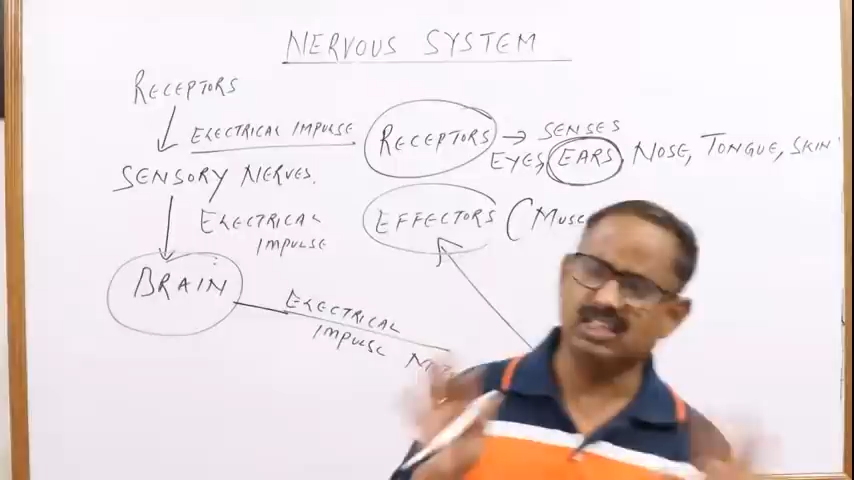 NERVOUS SYSTEM
RECEPTORS
ELECTRICAL IMPULSE
RECEPTORS → SENSES
EYES, EARS, NOSE, TONGUE, SKIN
SENSORY NERVES.
ELECTRICAL
IMPULSE
EFFECTORS (MUSC
BRAIN
ELECTRICAL
IMPULSE